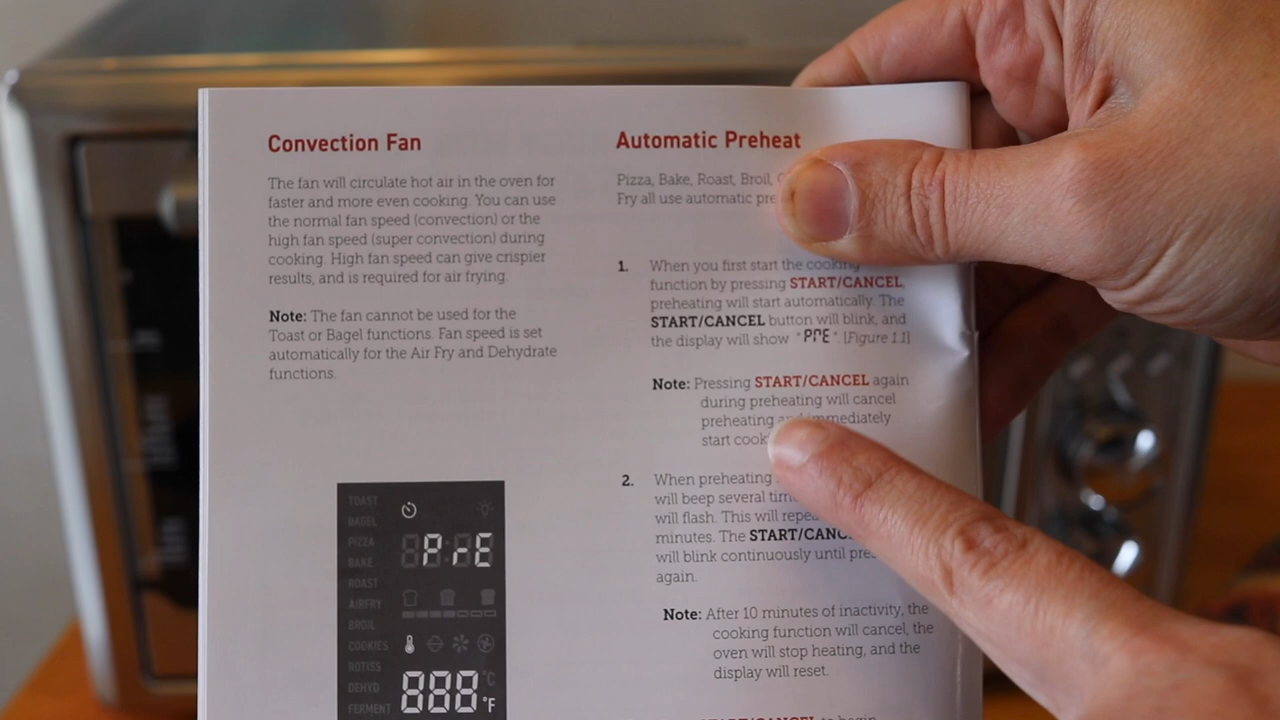 Convection Fan
The fan will circulate hot air in the oven for
faster and more even cooking. You can use
the normal fan speed (convection) or the
high fan speed (super convection) during
cooking. High fan speed can give crispier
results, and is required for air frying.
Note: The fan cannot be used for the
Toast or Bagel functions. Fan speed is set
automatically for the Air Fry and Dehydrate
functions.
TOAST
BAGEL
PIZZA
BAKE
ROAST
AIRFRY
BROIL
COOKIES
ROTISS
DEHYD
FERMENT
PrE
888 °C
°F
Automatic Preheat
Pizza, Bake, Roast, Broil,
Fry all use automatic
1. When you first start the cooking
function by pressing START/CANCEL,
preheating will start automatically. The
START/CANCEL button will blink, and
the display will show "PrE". [Figure 1.1]
Note: Pressing START/CANCEL again
during preheating will cancel
preheating and immediately
start
2. When preheating
will beep several
will flash. This will
minutes. The
will blink continuously until
again.
Note: After 10 minutes of inactivity, the
cooking function will cancel, the
oven will stop heating, and the
display will reset.
START/CANCEL to begin